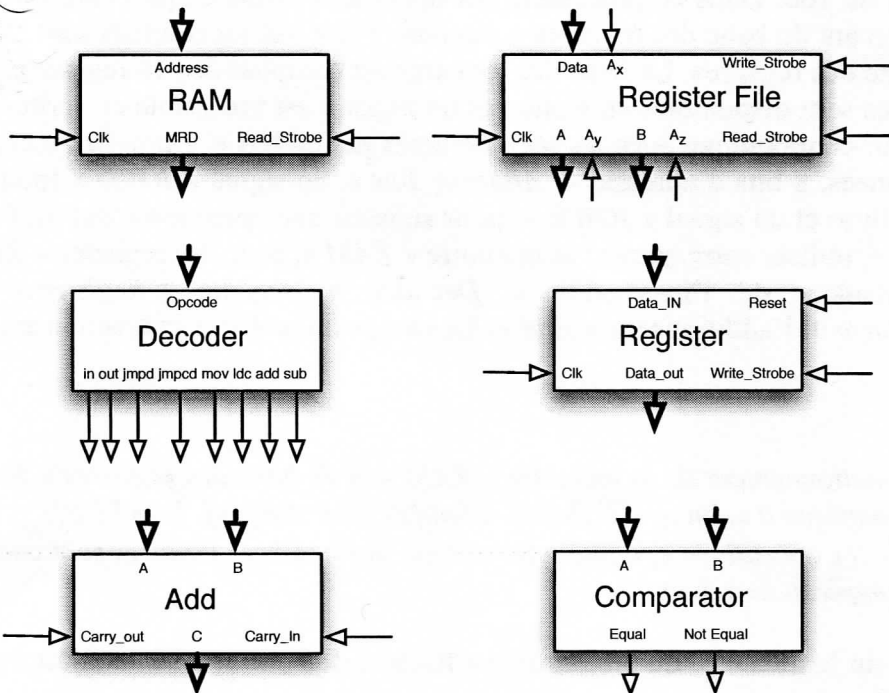 Address
RAM
Clk MRD Read_Strobe
Data Ax Write_Strobe
Register File
Clk A Ay B Az Read_Strobe
Opcode
Decoder
in out jmpd jmpcd mov ldc add sub
Data_IN Reset
Register
Clk Data_out Write_Strobe
A B
Add
Carry_out C Carry_In
A B
Comparator
Equal Not Equal